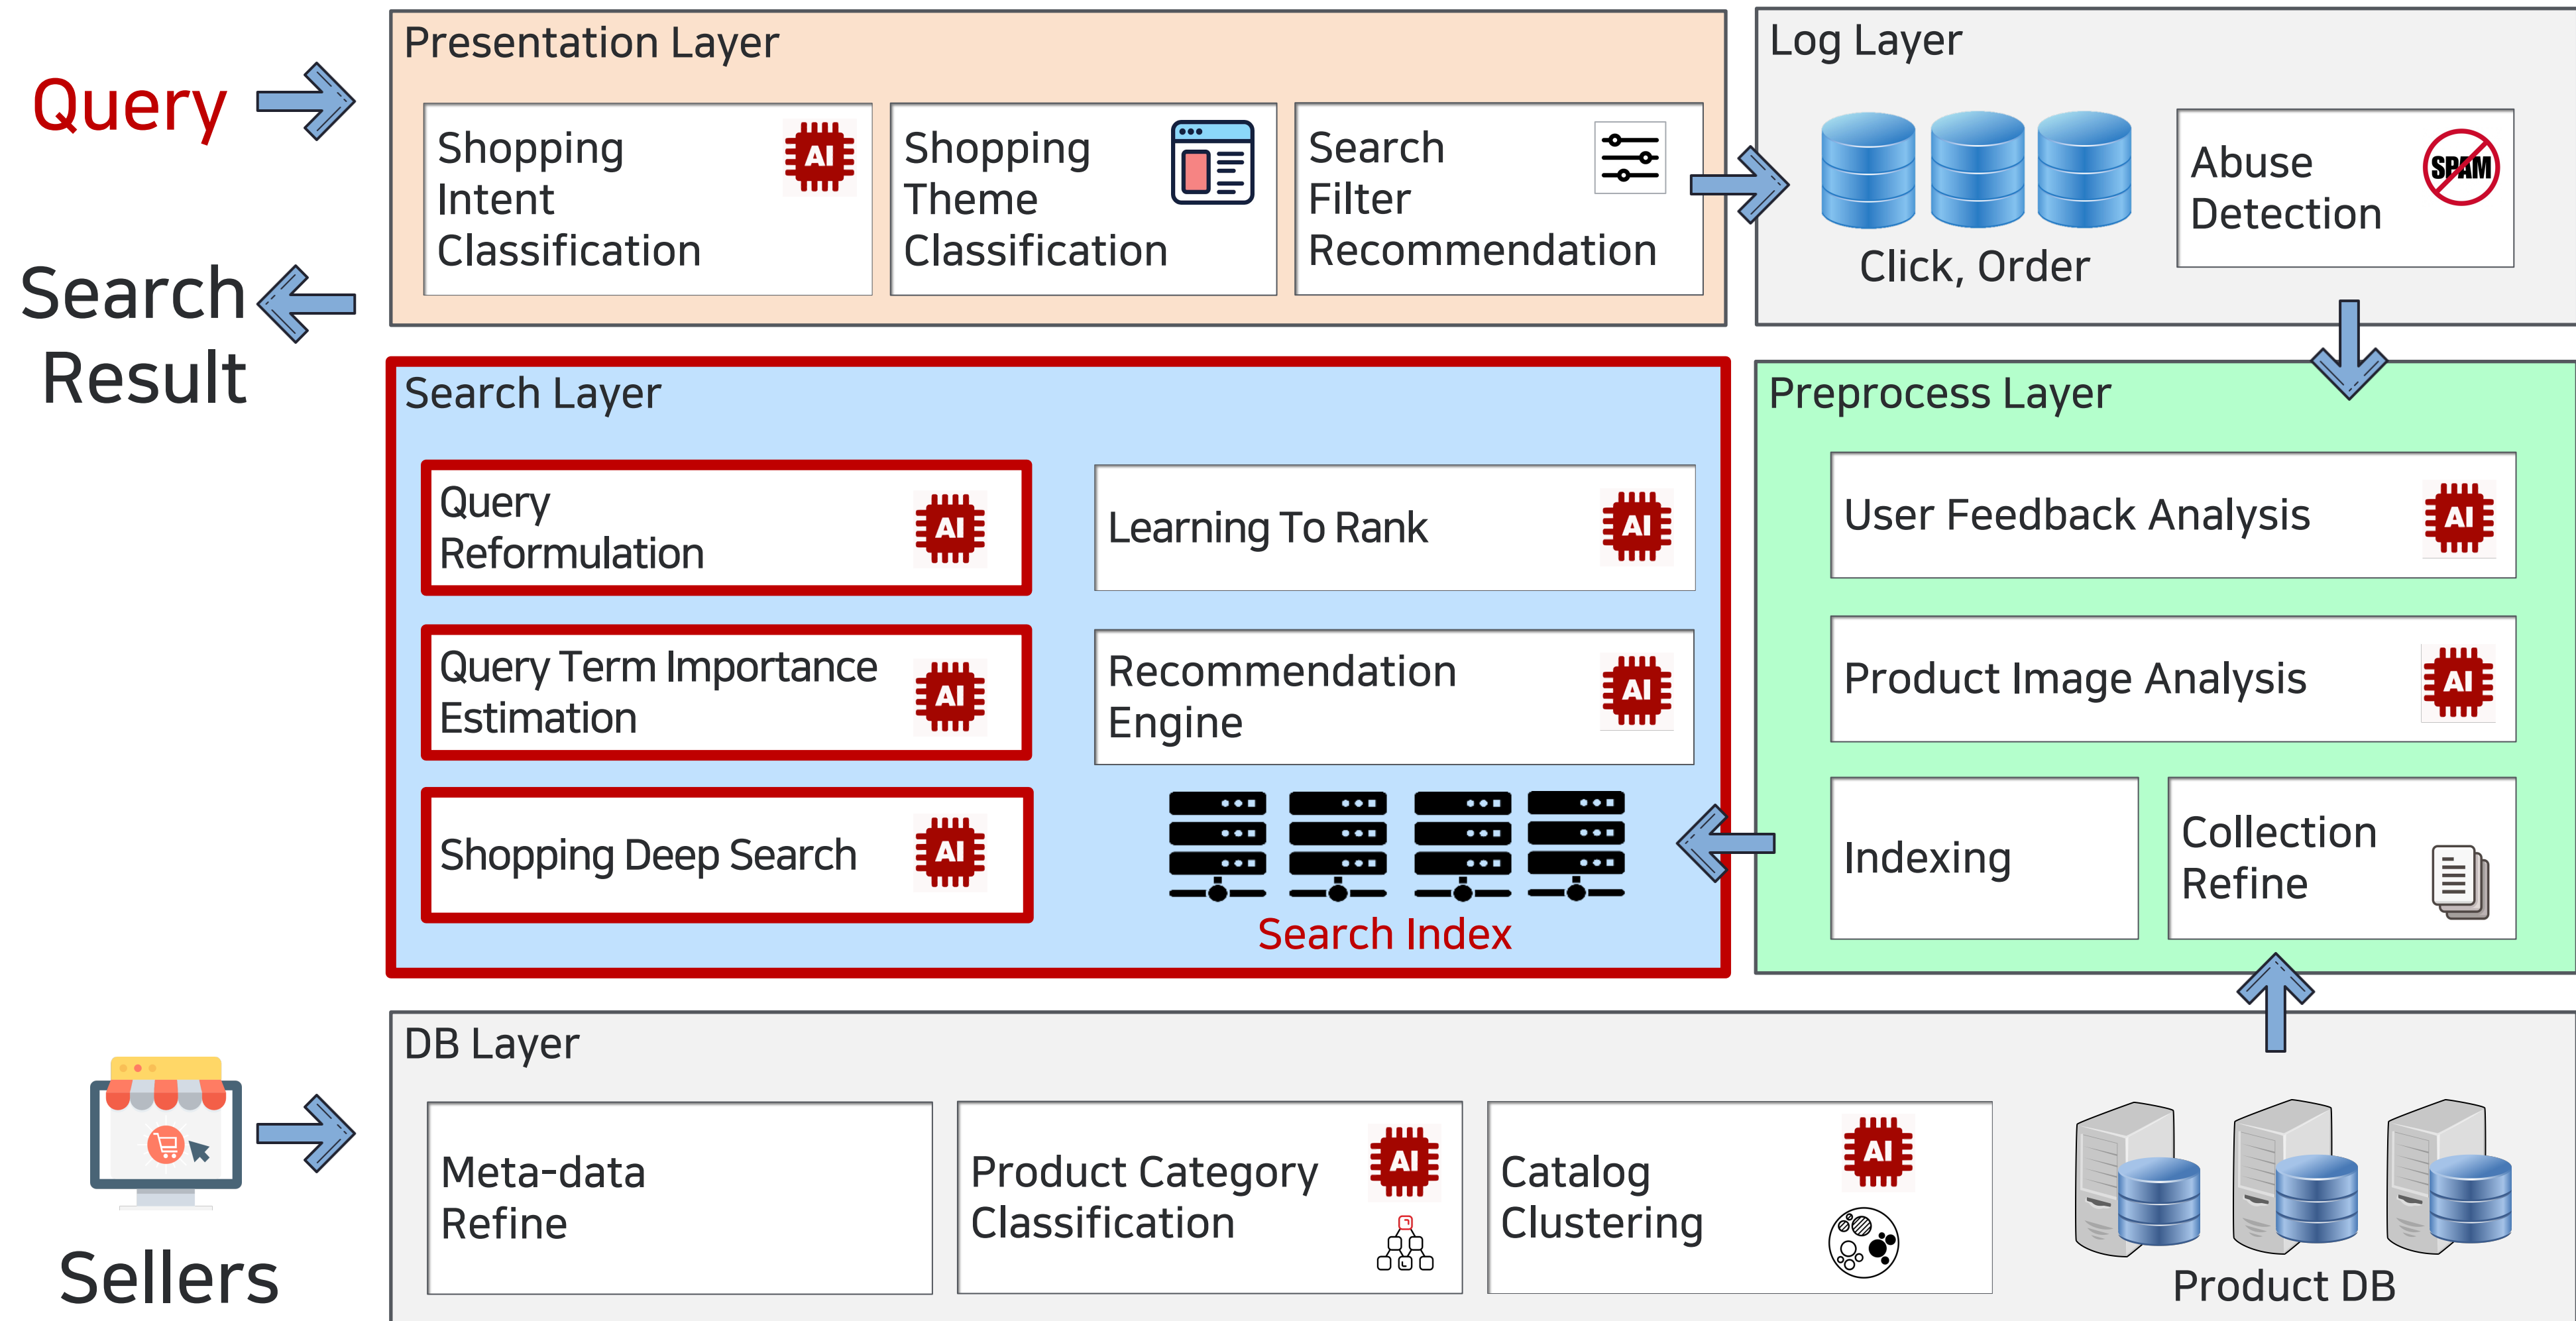 Query
Search
Result
Presentation Layer
Shopping
Intent
Classification
AI
Shopping
Theme
Classification
Search
Filter
Recommendation
Log Layer
Click, Order
Abuse
Detection
SPAM
Search Layer
Query
Reformulation
AI
Query Term Importance
Estimation
AI
Shopping Deep Search
AI
Learning To Rank
AI
Recommendation
Engine
AI
Search Index
Preprocess Layer
User Feedback Analysis
AI
Product Image Analysis
AI
Indexing
Collection
Refine
Sellers
DB Layer
Meta-data
Refine
Product Category
Classification
AI
Catalog
Clustering
AI
Product DB